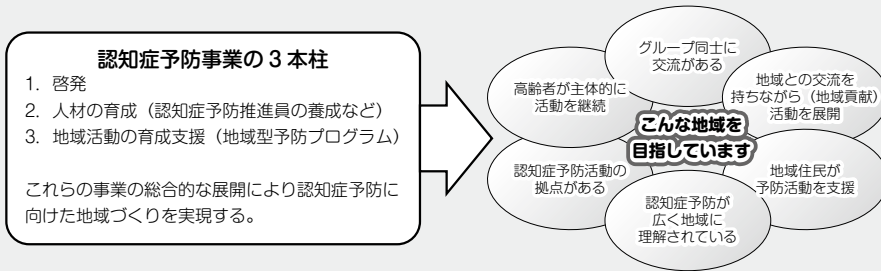 認知症予防事業の3本柱
1. 啓発
2. 人材の育成（認知症予防推進員の養成など）
3. 地域活動の育成支援（地域型予防プログラム）
これらの事業の総合的な展開により認知症予防に
向けた地域づくりを実現する。
グループ同士に
交流がある
高齢者が主体的に
活動を継続
地域との交流を
持ちながら（地域貢献）
活動を展開
こんな地域を
目指しています
認知症予防活動の
拠点がある
地域住民が
予防活動を支援
認知症予防が
広く地域に
理解されている